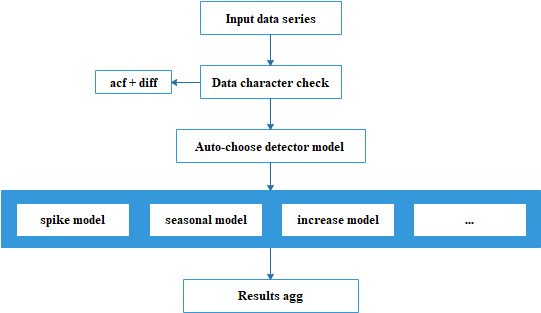 Input data series
acf + diff
Data character check
Auto-choose detector model
spike model
seasonal model
increase model
...
Results agg